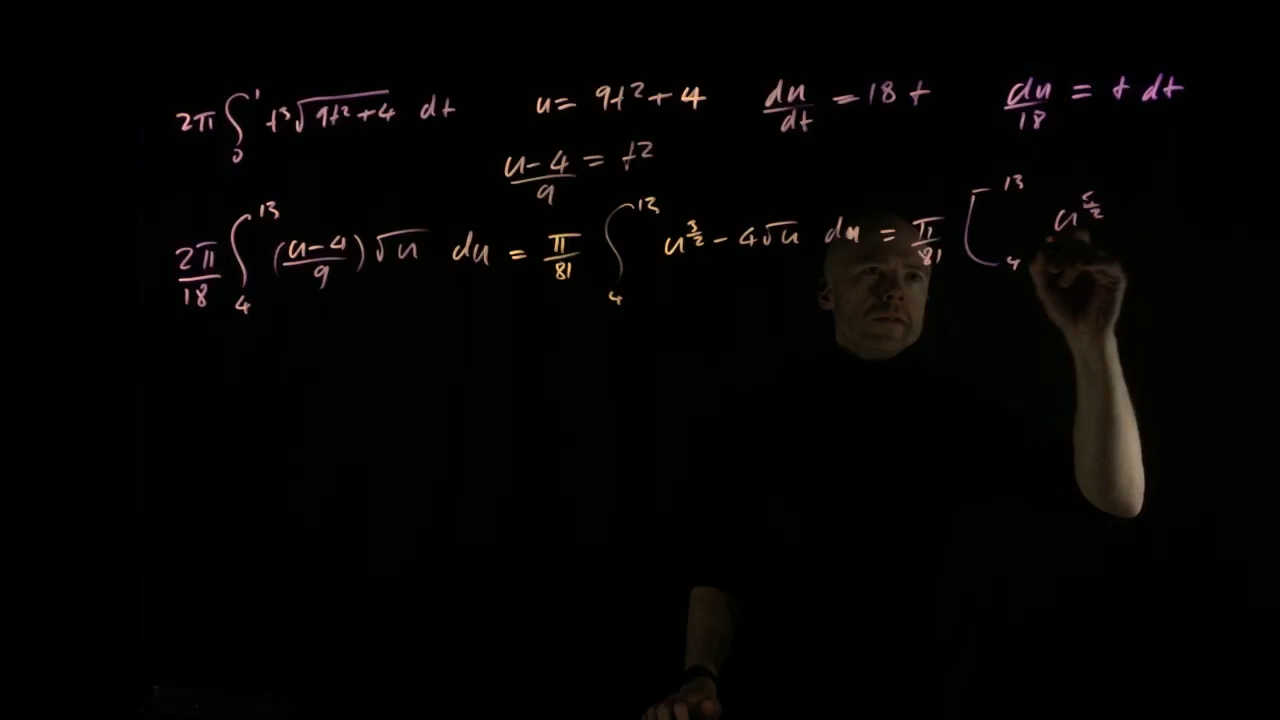 2π ∫₀¹ t³√(9t²+4) dt   u = 9t²+4   du/dt = 18t   du/18 = t dt
(u-4)/9 = t²
2π/18 ∫₄¹³ ((u-4)/9)√u du = π/81 ∫₄¹³ u^(3/2) - 4√u du = π/81 [₄¹³ u^(5/2)